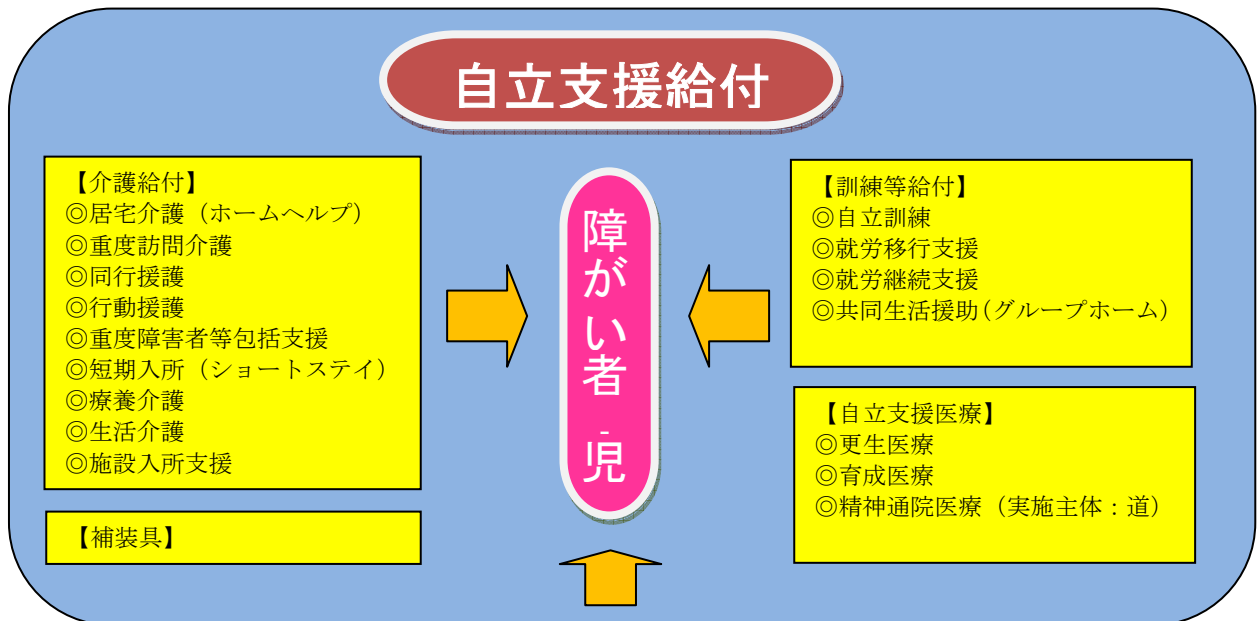 自立支援給付
【介護給付】
◎居宅介護（ホームヘルプ）
◎重度訪問介護
◎同行援護
◎行動援護
◎重度障害者等包括支援
◎短期入所（ショートステイ）
◎療養介護
◎生活介護
◎施設入所支援
【補装具】
障がい者-児
【訓練等給付】
◎自立訓練
◎就労移行支援
◎就労継続支援
◎共同生活援助(グループホーム)
【自立支援医療】
◎更生医療
◎育成医療
◎精神通院医療（実施主体：道）